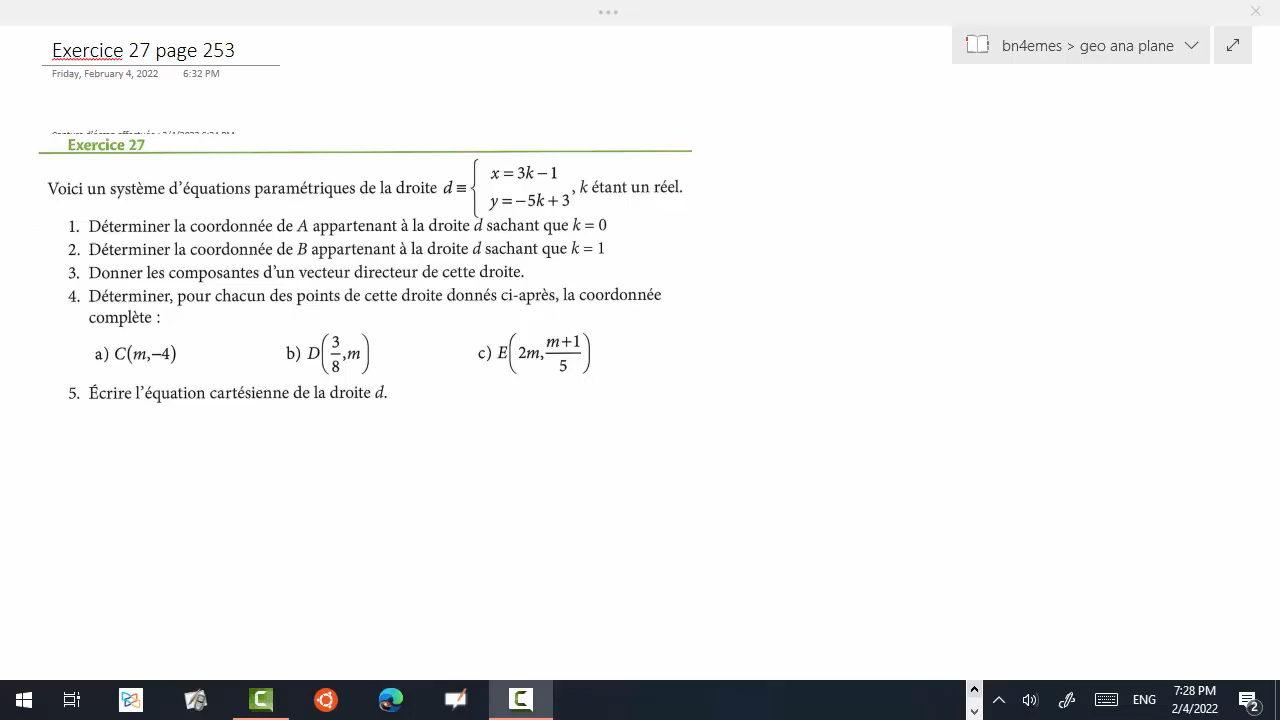 Exercice 27 page 253
Friday, February 4, 2022 6:32 PM
bn4emes > geo ana plane
Exercice 27
Voici un système d'équations paramétriques de la droite d ≡ { x = 3k − 1
y = −5k + 3 , k étant un réel.
1. Déterminer la coordonnée de A appartenant à la droite d sachant que k = 0
2. Déterminer la coordonnée de B appartenant à la droite d sachant que k = 1
3. Donner les composantes d'un vecteur directeur de cette droite.
4. Déterminer, pour chacun des points de cette droite donnés ci-après, la coordonnée
complète :
a) C(m,−4) b) D(3/8,m) c) E(2m,(m+1)/5)
5. Écrire l'équation cartésienne de la droite d.
ENG
7:28 PM
2/4/2022
2